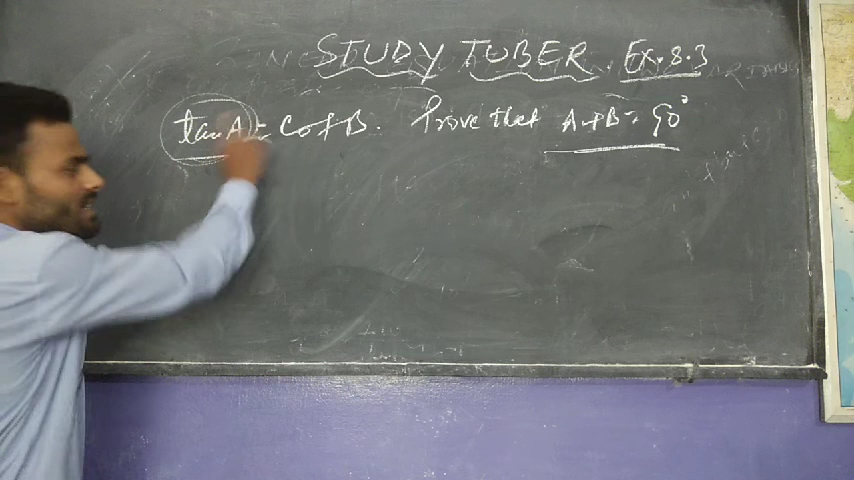 STUDY TUBER Ex. 8.3
tan A = Cot B. Prove that A+B = 90°